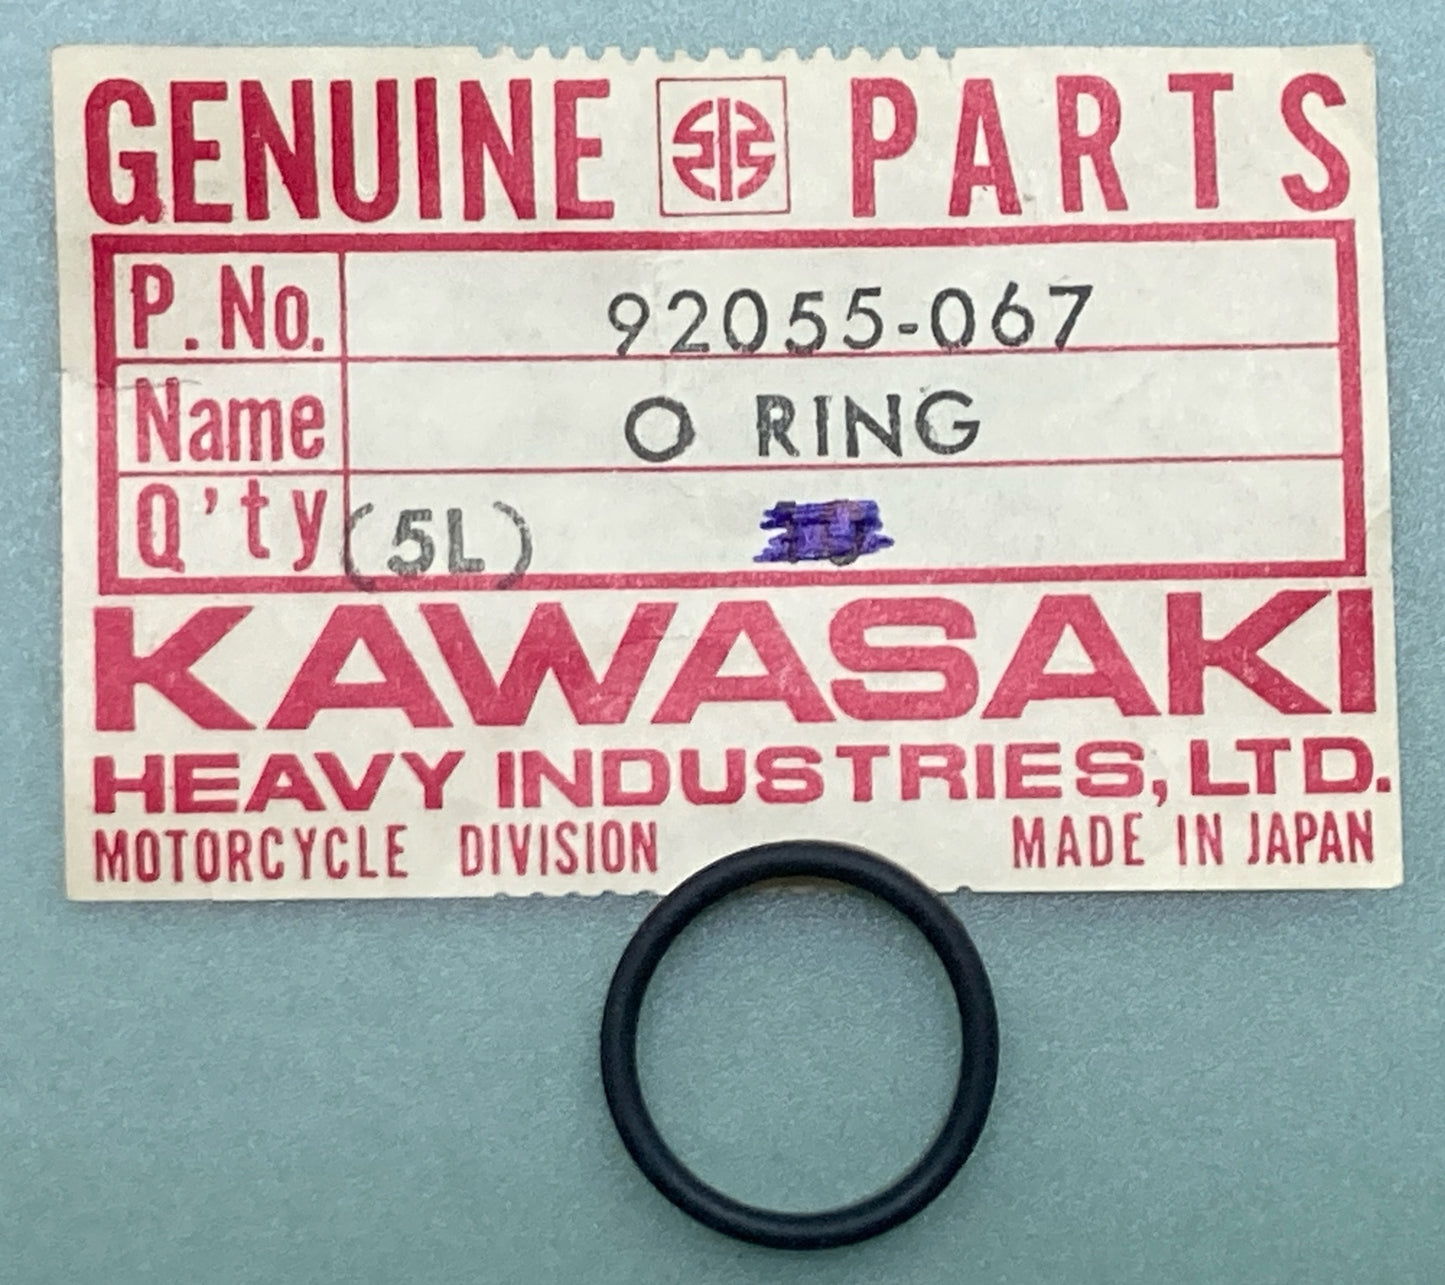 GENUINE PARTS
P. No. 92055-067
Name O RING
Q'ty (5L)
KAWASAKI
HEAVY INDUSTRIES, LTD.
MOTORCYCLE DIVISION MADE IN JAPAN